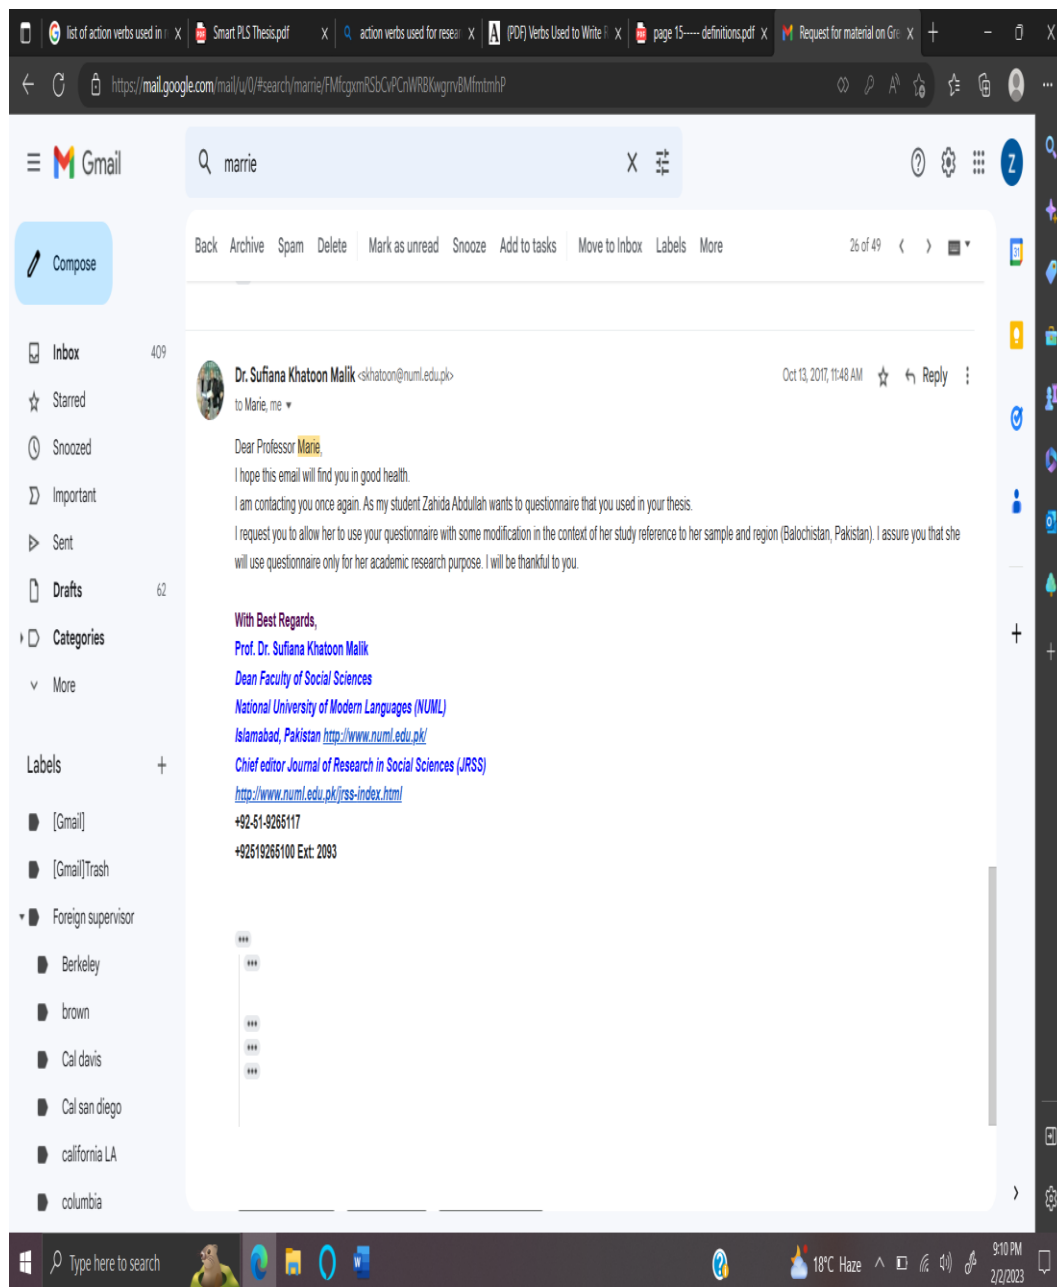 list of action verbs used in r
Smart PLS Thesis.pdf
action verbs used for resear
(PDF) Verbs Used to Write R
page 15----- definitions.pdf
Request for material on Gre
https://mail.google.com/mail/u/0/#search/marrie/FMfcgxmRSbCvPCnWRBKwgrrvBMfmtmhP
Gmail
marrie
Z
Compose
Back Archive Spam Delete Mark as unread Snooze Add to tasks Move to Inbox Labels More 26 of 49
31
Inbox 409
Starred
Snoozed
Important
Sent
Drafts 62
Categories
More
Labels +
[Gmail]
[Gmail]Trash
Foreign supervisor
Berkeley
brown
Cal davis
Cal san diego
california LA
columbia
Dr. Sufiana Khatoon Malik <skhatoon@numl.edu.pk> Oct 13, 2017, 11:48 AM Reply
to Marie, me
Dear Professor Marie,
I hope this email will find you in good health.
I am contacting you once again. As my student Zahida Abdullah wants to questionnaire that you used in your thesis.
I request you to allow her to use your questionnaire with some modification in the context of her study reference to her sample and region (Balochistan, Pakistan). I assure you that she
will use questionnaire only for her academic research purpose. I will be thankful to you.
With Best Regards,
Prof. Dr. Sufiana Khatoon Malik
Dean Faculty of Social Sciences
National University of Modern Languages (NUML)
Islamabad, Pakistan http://www.numl.edu.pk/
Chief editor Journal of Research in Social Sciences (JRSS)
http://www.numl.edu.pk/jrss-index.html
+92-51-9265117
+92519265100 Ext: 2093
Type here to search
18°C Haze
9:10 PM
2/2/2023